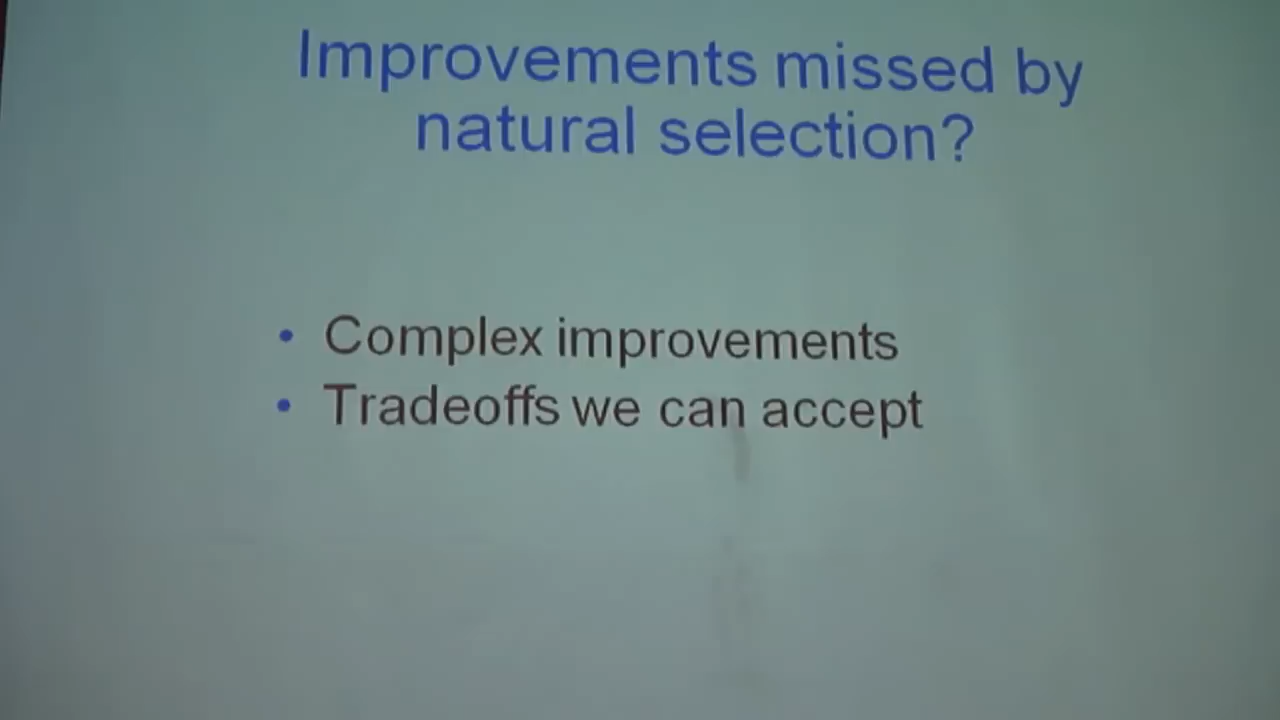 Improvements missed by
natural selection?
• Complex improvements
• Tradeoffs we can accept